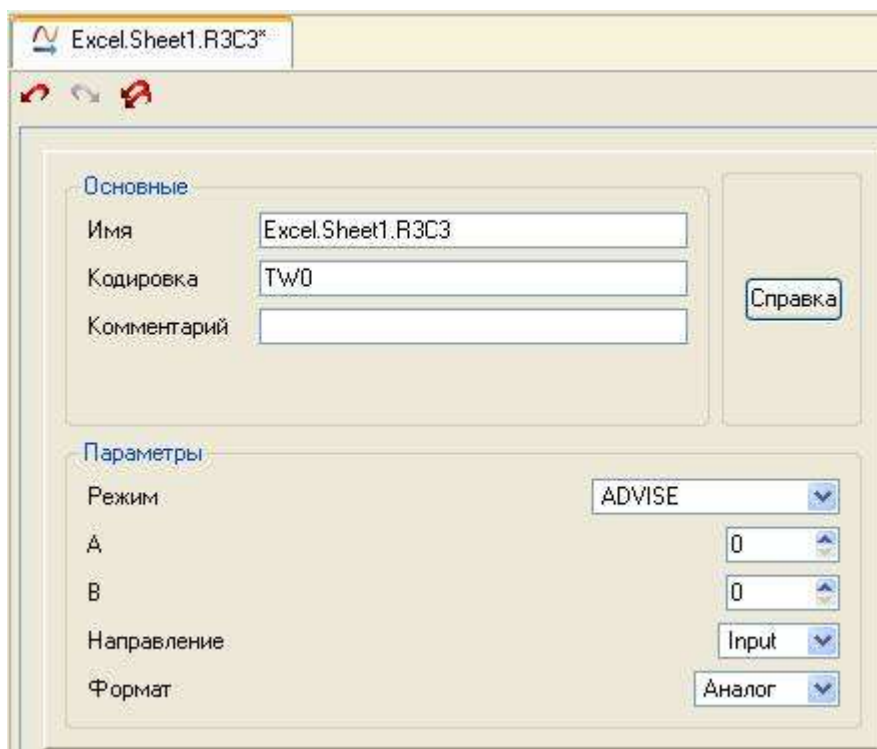 Excel.Sheet1.R3C3*
Основные
Имя Excel.Sheet1.R3C3
Кодировка TW0
Комментарий
Справка
Параметры
Режим ADVISE
A 0
B 0
Направление Input
Формат Аналог